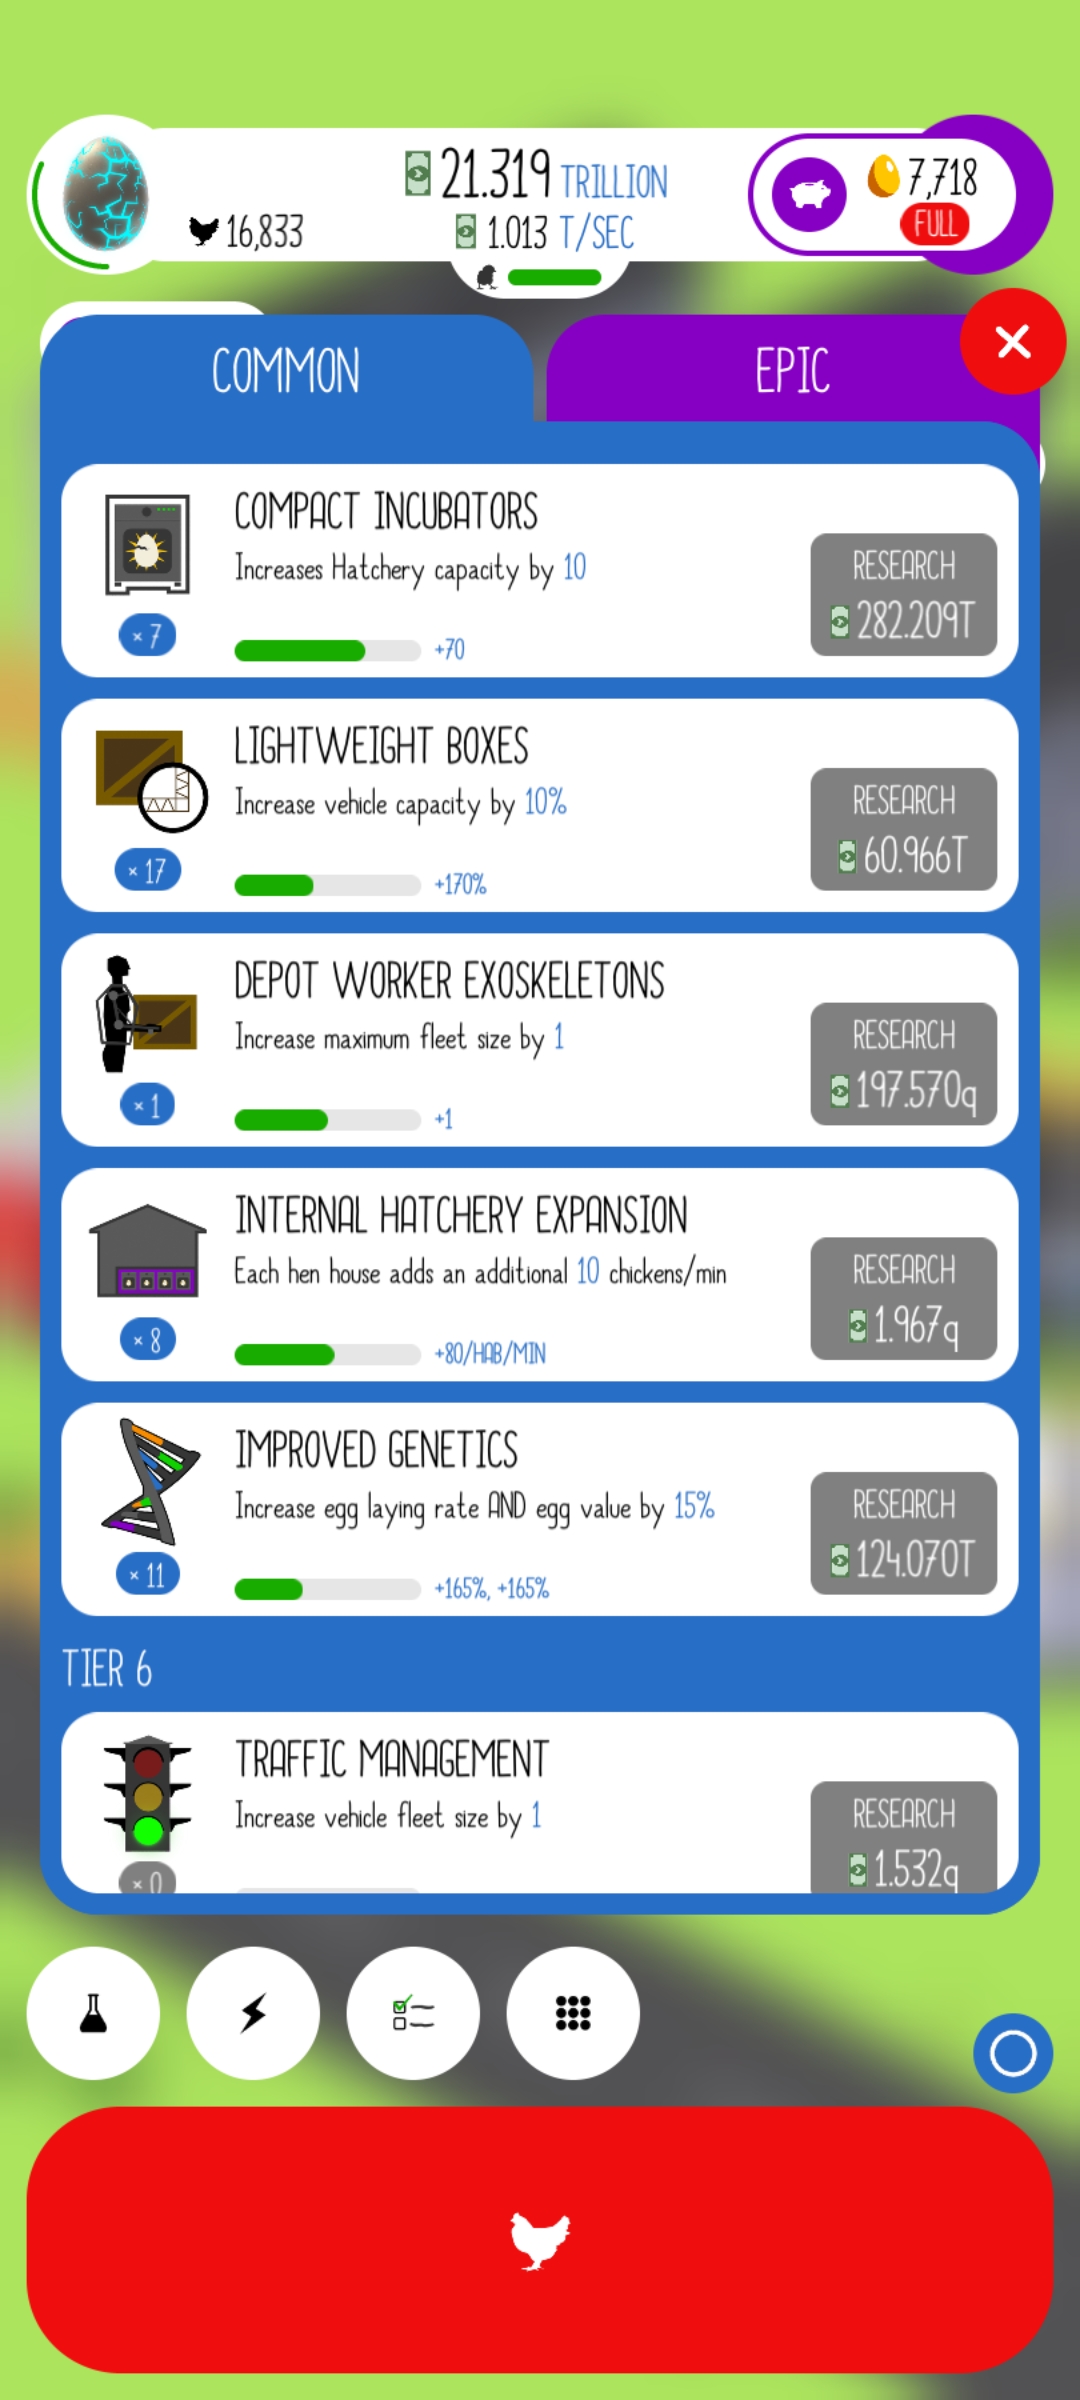 21.319 TRILLION
7,718
16,833
1.013 T/SEC
FULL
COMMON
EPIC
COMPACT INCUBATORS
Increases Hatchery capacity by 10
RESEARCH
282.209T
× 7
+70
LIGHTWEIGHT BOXES
Increase vehicle capacity by 10%
RESEARCH
60.966T
× 17
+170%
DEPOT WORKER EXOSKELETONS
Increase maximum fleet size by 1
RESEARCH
197.570q
× 1
+1
INTERNAL HATCHERY EXPANSION
Each hen house adds an additional 10 chickens/min
RESEARCH
1.967q
× 8
+80/HAB/MIN
IMPROVED GENETICS
Increase egg laying rate AND egg value by 15%
RESEARCH
124.070T
× 11
+165%, +165%
TIER 6
TRAFFIC MANAGEMENT
Increase vehicle fleet size by 1
RESEARCH
1.532q
× 0